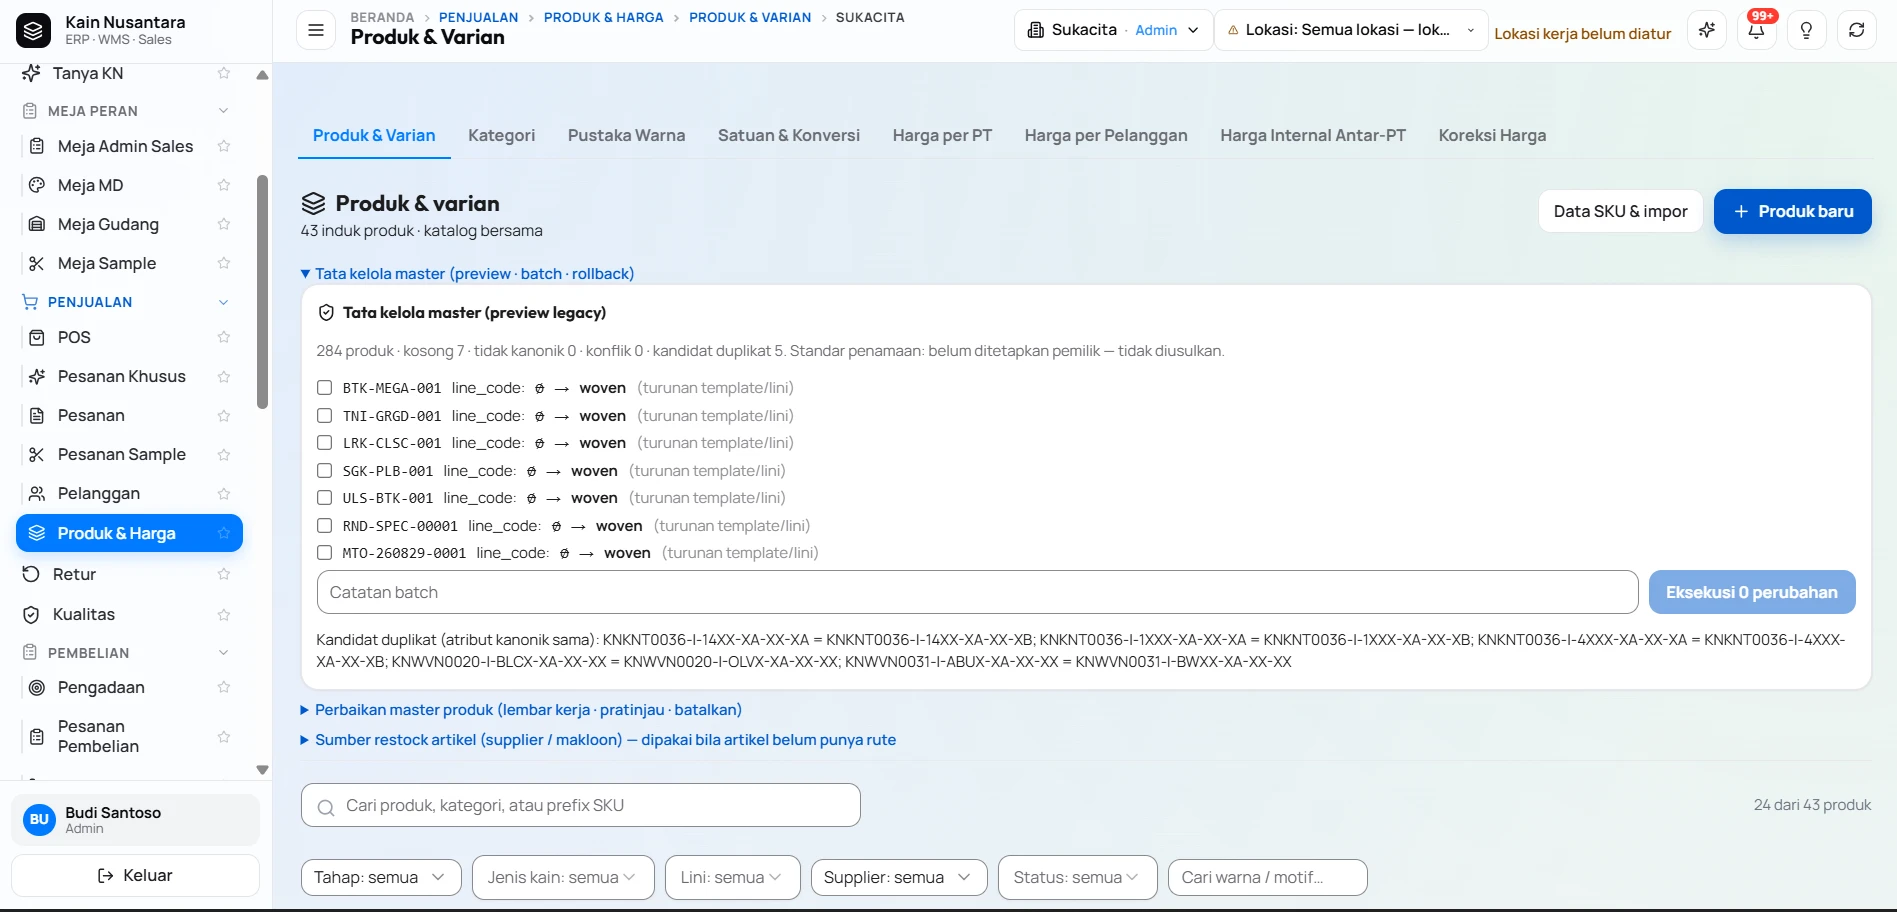 Kain Nusantara
ERP · WMS · Sales
BERANDA > PENJUALAN > PRODUK & HARGA > PRODUK & VARIAN > SUKACITA
Produk & Varian
Sukacita · Admin
Lokasi: Semua lokasi — lok...
Lokasi kerja belum diatur
99+
Tanya KN
MEJA PERAN
Meja Admin Sales
Meja MD
Meja Gudang
Meja Sample
PENJUALAN
POS
Pesanan Khusus
Pesanan
Pesanan Sample
Pelanggan
Produk & Harga
Retur
Kualitas
PEMBELIAN
Pengadaan
Pesanan
Pembelian
BU
Budi Santoso
Admin
Keluar
Produk & Varian Kategori Pustaka Warna Satuan & Konversi Harga per PT Harga per Pelanggan Harga Internal Antar-PT Koreksi Harga
Produk & varian
43 induk produk · katalog bersama
Data SKU & impor
+ Produk baru
▼ Tata kelola master (preview · batch · rollback)
Tata kelola master (preview legacy)
284 produk · kosong 7 · tidak kanonik 0 · konflik 0 · kandidat duplikat 5. Standar penamaan: belum ditetapkan pemilik — tidak diusulkan.
BTK-MEGA-001 line_code: ∅ → woven (turunan template/lini)
TNI-GRGD-001 line_code: ∅ → woven (turunan template/lini)
LRK-CLSC-001 line_code: ∅ → woven (turunan template/lini)
SGK-PLB-001 line_code: ∅ → woven (turunan template/lini)
ULS-BTK-001 line_code: ∅ → woven (turunan template/lini)
RND-SPEC-00001 line_code: ∅ → woven (turunan template/lini)
MTO-260829-0001 line_code: ∅ → woven (turunan template/lini)
Catatan batch
Eksekusi 0 perubahan
Kandidat duplikat (atribut kanonik sama): KNKNT0036-I-14XX-XA-XX-XA = KNKNT0036-I-14XX-XA-XX-XB; KNKNT0036-I-1XXX-XA-XX-XA = KNKNT0036-I-1XXX-XA-XX-XB; KNKNT0036-I-4XXX-XA-XX-XA = KNKNT0036-I-4XXX-
XA-XX-XB; KNWVN0020-I-BLCX-XA-XX-XX = KNWVN0020-I-OLVX-XA-XX-XX; KNWVN0031-I-ABUX-XA-XX-XX = KNWVN0031-I-BWXX-XA-XX-XX
▶ Perbaikan master produk (lembar kerja · pratinjau · batalkan)
▶ Sumber restock artikel (supplier / makloon) — dipakai bila artikel belum punya rute
Cari produk, kategori, atau prefix SKU
24 dari 43 produk
Tahap: semua
Jenis kain: semua
Lini: semua
Supplier: semua
Status: semua
Cari warna / motif...